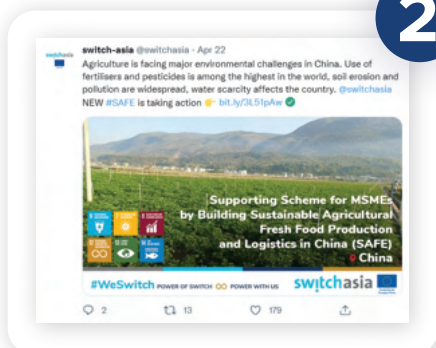 2
switch-asia @switchasia · Apr 22
Agriculture is facing major environmental challenges in China. Use of
fertilisers and pesticides is among the highest in the world, soil erosion and
pollution are widespread, water scarcity affects the country. @switchasia
NEW #SAFE is taking action 👉 bit.ly/3L51pAw ✅
Supporting Scheme for MSMEs
by Building Sustainable Agricultural
Fresh Food Production
and Logistics in China (SAFE)
China
#WeSwitch POWER OF SWITCH POWER WITH US switchasia
2 13 179